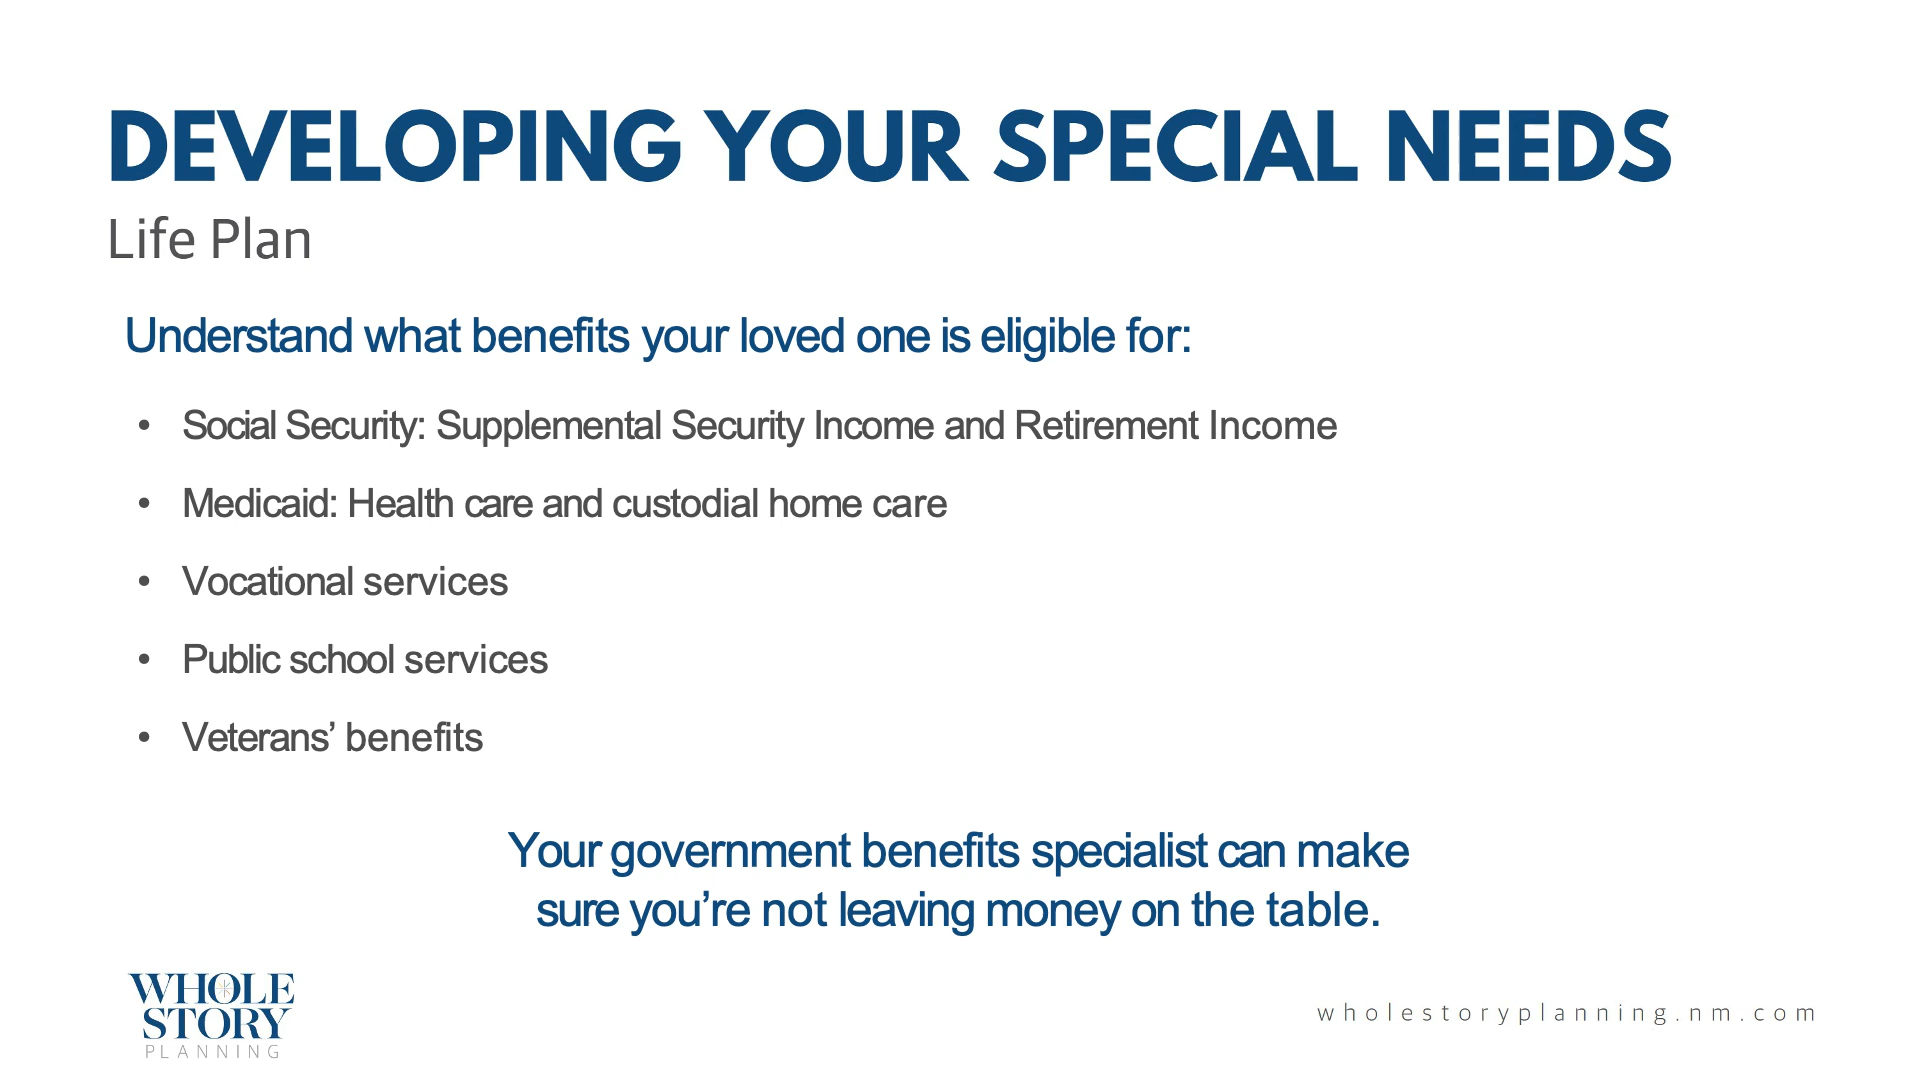 DEVELOPING YOUR SPECIAL NEEDS
Life Plan
Understand what benefits your loved one is eligible for:
• Social Security: Supplemental Security Income and Retirement Income
• Medicaid: Health care and custodial home care
• Vocational services
• Public school services
• Veterans’ benefits
Your government benefits specialist can make
sure you’re not leaving money on the table.
WHOLE
STORY
PLANNING
wholestoryplanning.nm.com